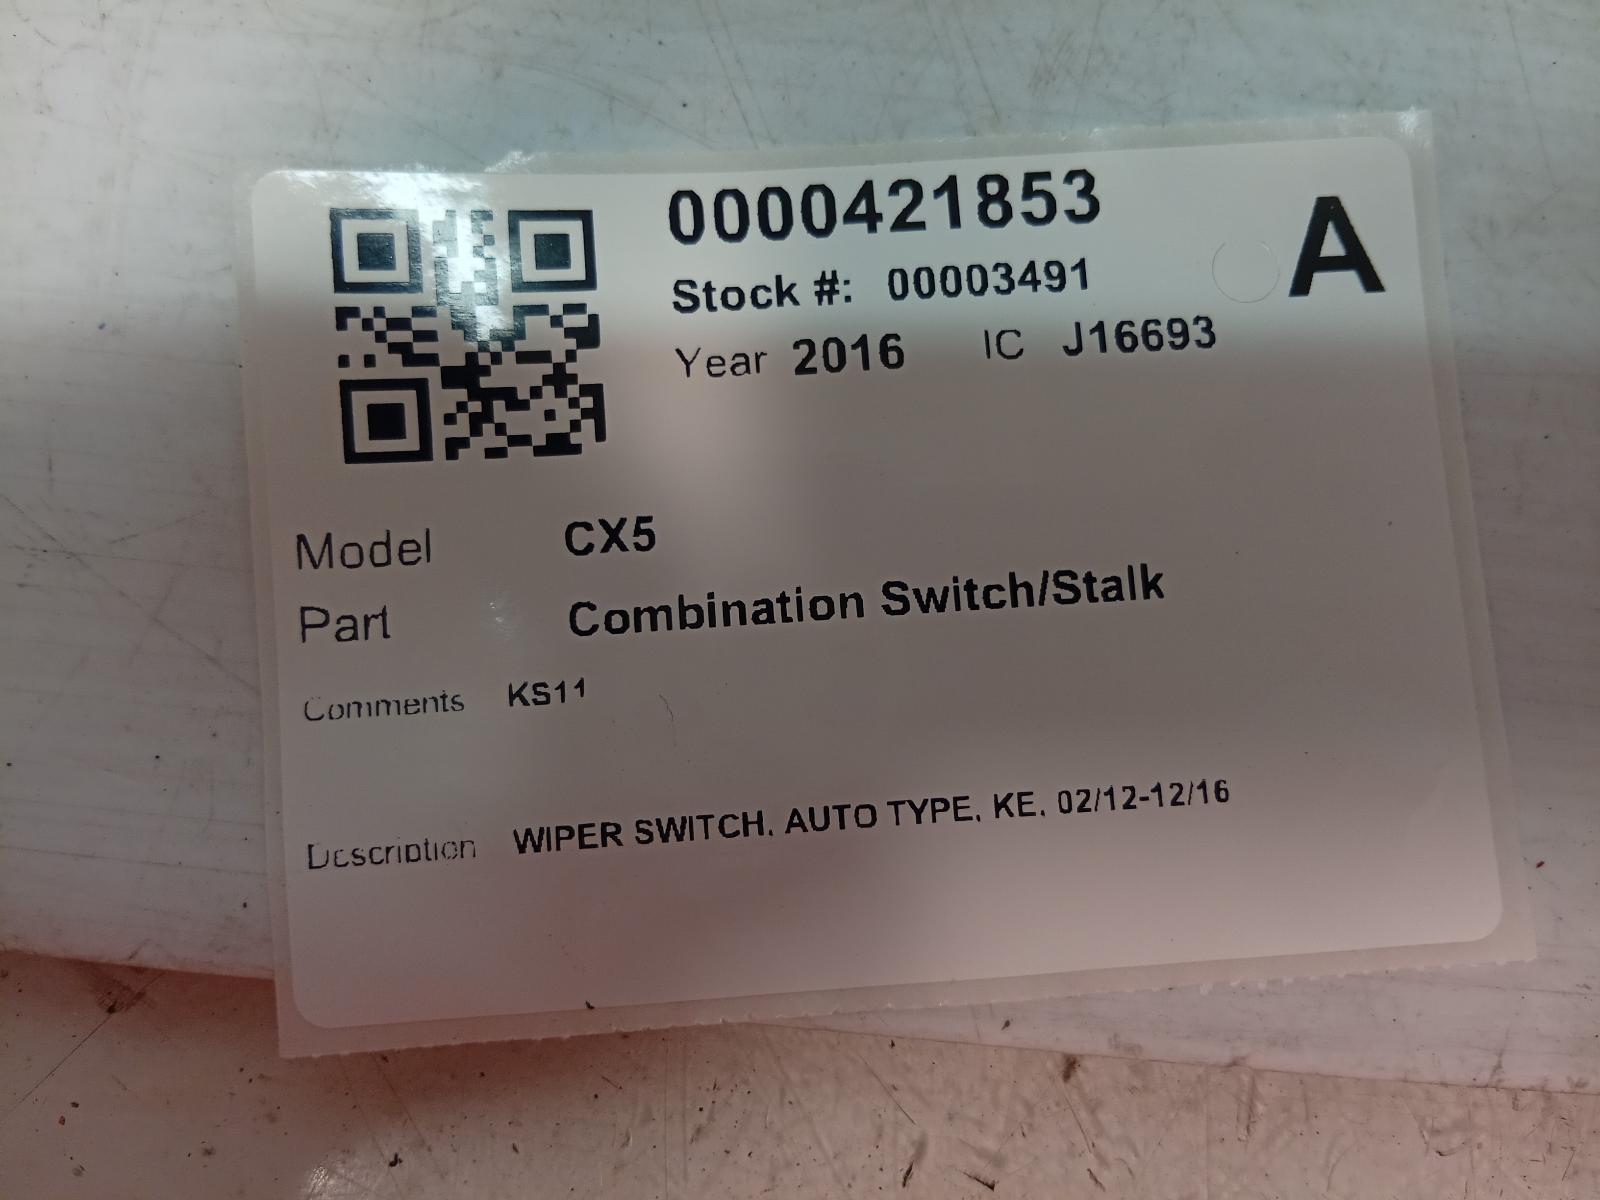 0000421853
A
Stock #: 00003491
Year 2016 IC J16693
Model CX5
Part Combination Switch/Stalk
Comments KS11
Description WIPER SWITCH, AUTO TYPE, KE, 02/12-12/16